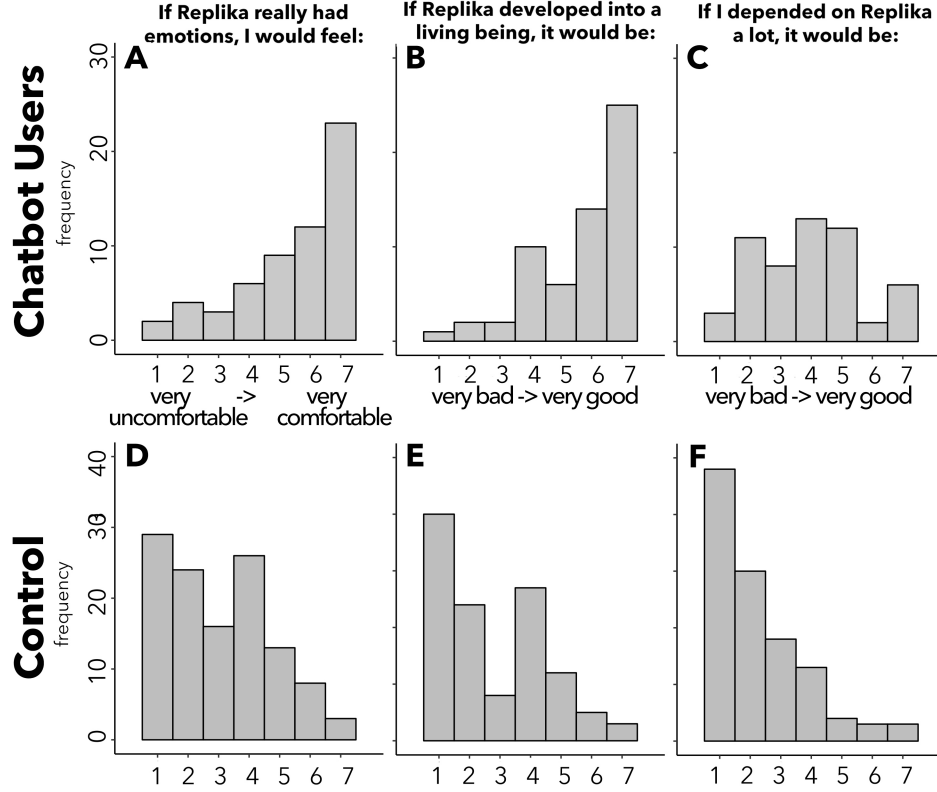 If Replika really had
emotions, I would feel:
If Replika developed into a
living being, it would be:
If I depended on Replika
a lot, it would be:
Chatbot Users
frequency
A
B
C
30
20
10
0
1 2 3 4 5 6 7
very -> very
uncomfortable comfortable
1 2 3 4 5 6 7
very bad -> very good
1 2 3 4 5 6 7
very bad -> very good
Control
frequency
D
E
F
40
30
20
10
0
1 2 3 4 5 6 7
1 2 3 4 5 6 7
1 2 3 4 5 6 7